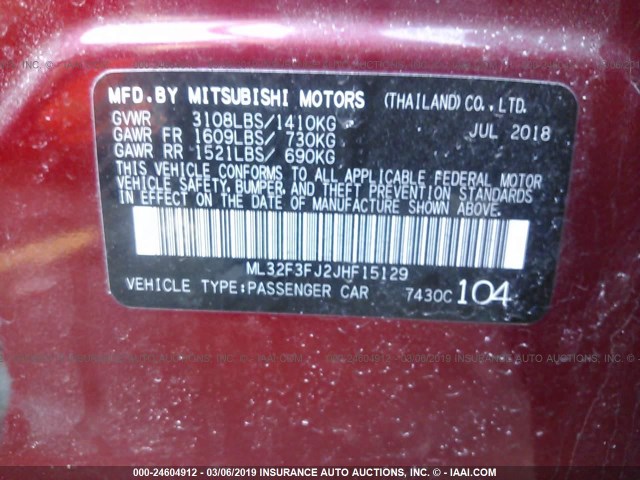 MFD.BY MITSUBISHI MOTORS (THAILAND)CO.,LTD.
GVWR 3108LBS/1410KG JUL 2018
GAWR FR 1609LBS/ 730KG
GAWR RR 1521LBS/ 690KG
THIS VEHICLE CONFORMS TO ALL APPLICABLE FEDERAL MOTOR
VEHICLE SAFETY, BUMPER, AND THEFT PREVENTION STANDARDS
IN EFFECT ON THE DATE OF MANUFACTURE SHOWN ABOVE.
ML32F3FJ2JHF15129
VEHICLE TYPE:PASSENGER CAR 7430C 104
000-24604912 - 03/06/2019 INSURANCE AUTO AUCTIONS, INC. - © IAAI.COM